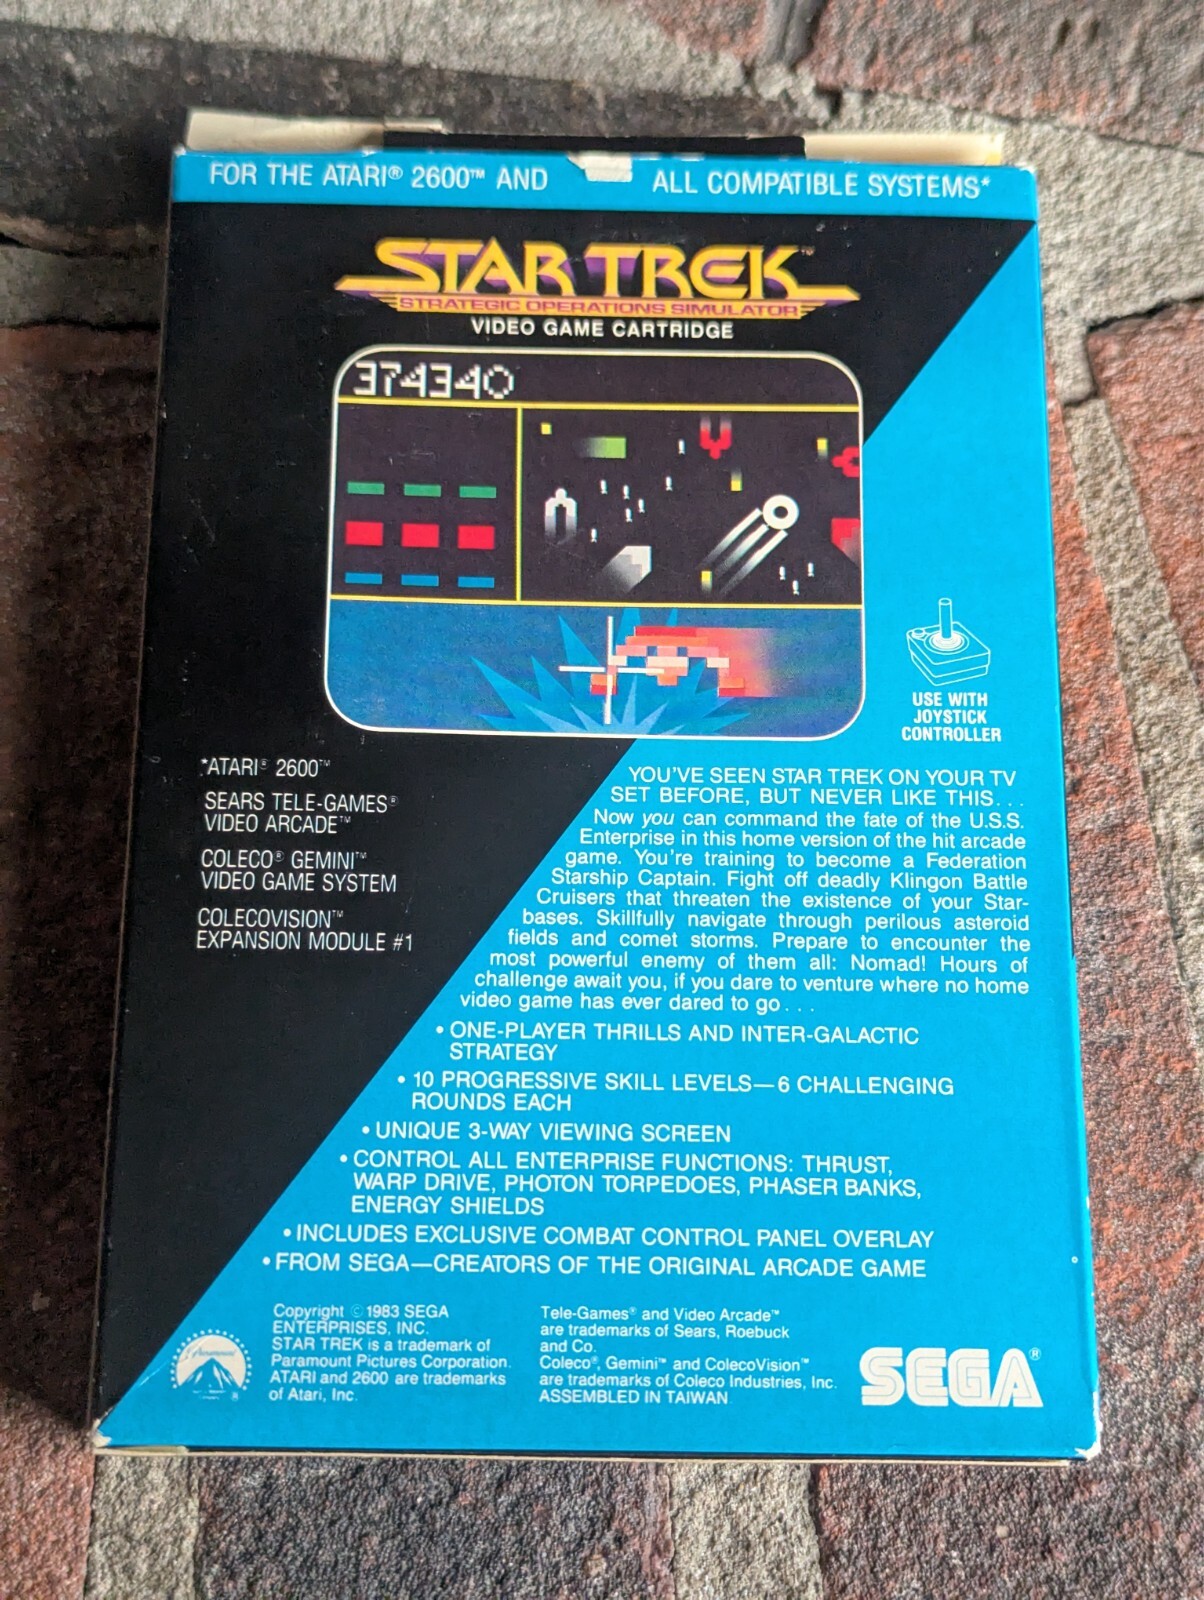 FOR THE ATARI® 2600™ AND ALL COMPATIBLE SYSTEMS*
STAR TREK™
STRATEGIC OPERATIONS SIMULATOR
VIDEO GAME CARTRIDGE
374340
USE WITH
JOYSTICK
CONTROLLER
*ATARI® 2600™
SEARS TELE-GAMES®
VIDEO ARCADE™
COLECO® GEMINI™
VIDEO GAME SYSTEM
COLECOVISION™
EXPANSION MODULE #1
YOU'VE SEEN STAR TREK ON YOUR TV
SET BEFORE, BUT NEVER LIKE THIS...
Now you can command the fate of the U.S.S.
Enterprise in this home version of the hit arcade
game. You're training to become a Federation
Starship Captain. Fight off deadly Klingon Battle
Cruisers that threaten the existence of your Star-
bases. Skillfully navigate through perilous asteroid
fields and comet storms. Prepare to encounter the
most powerful enemy of them all: Nomad! Hours of
challenge await you, if you dare to venture where no home
video game has ever dared to go...
• ONE-PLAYER THRILLS AND INTER-GALACTIC
STRATEGY
• 10 PROGRESSIVE SKILL LEVELS—6 CHALLENGING
ROUNDS EACH
• UNIQUE 3-WAY VIEWING SCREEN
• CONTROL ALL ENTERPRISE FUNCTIONS: THRUST,
WARP DRIVE, PHOTON TORPEDOES, PHASER BANKS,
ENERGY SHIELDS
• INCLUDES EXCLUSIVE COMBAT CONTROL PANEL OVERLAY
• FROM SEGA—CREATORS OF THE ORIGINAL ARCADE GAME
Paramount
®
Copyright © 1983 SEGA
ENTERPRISES, INC.
STAR TREK is a trademark of
Paramount Pictures Corporation.
ATARI and 2600 are trademarks
of Atari, Inc.
Tele-Games® and Video Arcade™
are trademarks of Sears, Roebuck
and Co.
Coleco®, Gemini™ and ColecoVision™
are trademarks of Coleco Industries, Inc.
ASSEMBLED IN TAIWAN.
SEGA®